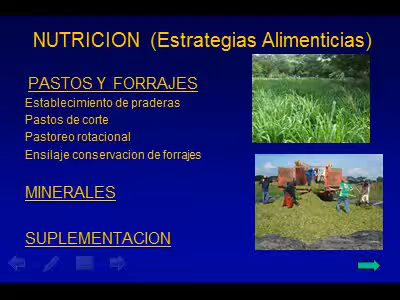 NUTRICION (Estrategias Alimenticias)
PASTOS Y FORRAJES
Establecimiento de praderas
Pastos de corte
Pastoreo rotacional
Ensilaje conservacion de forrajes
MINERALES
SUPLEMENTACION